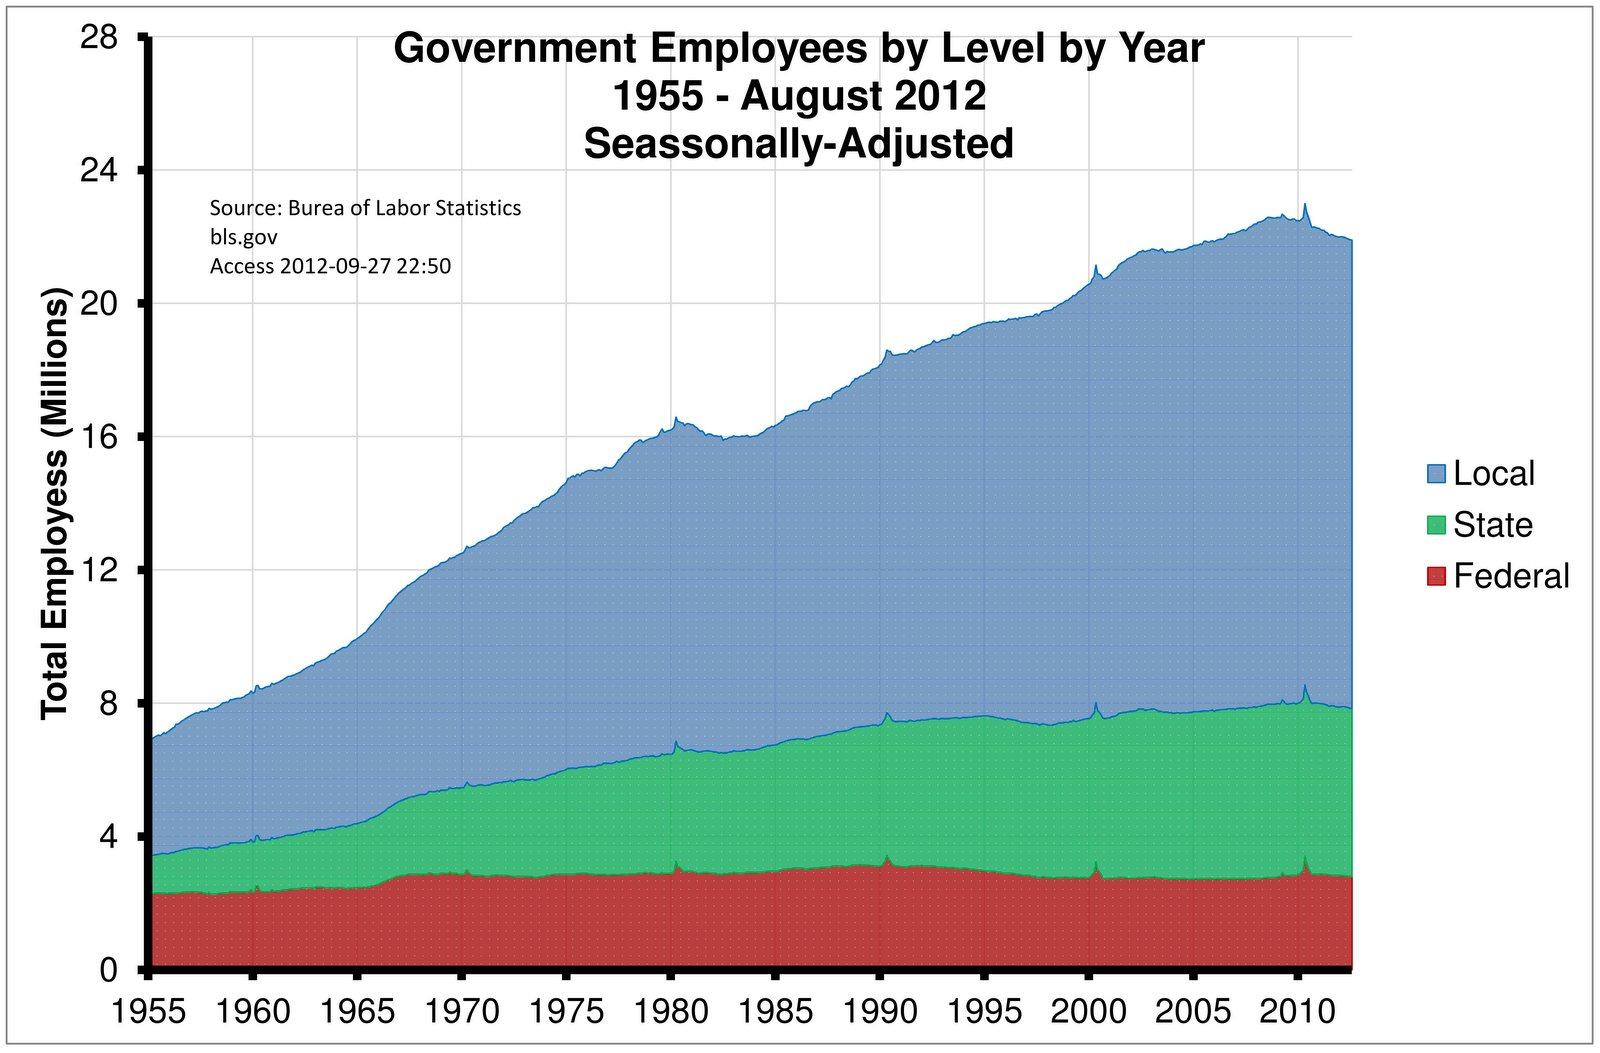 Government Employees by Level by Year
1955 - August 2012
Seassonally-Adjusted
Source: Burea of Labor Statistics
bls.gov
Access 2012-09-27 22:50
Total Employess (Millions)
28
24
20
16
12
8
4
0
1955 1960 1965 1970 1975 1980 1985 1990 1995 2000 2005 2010
Local
State
Federal